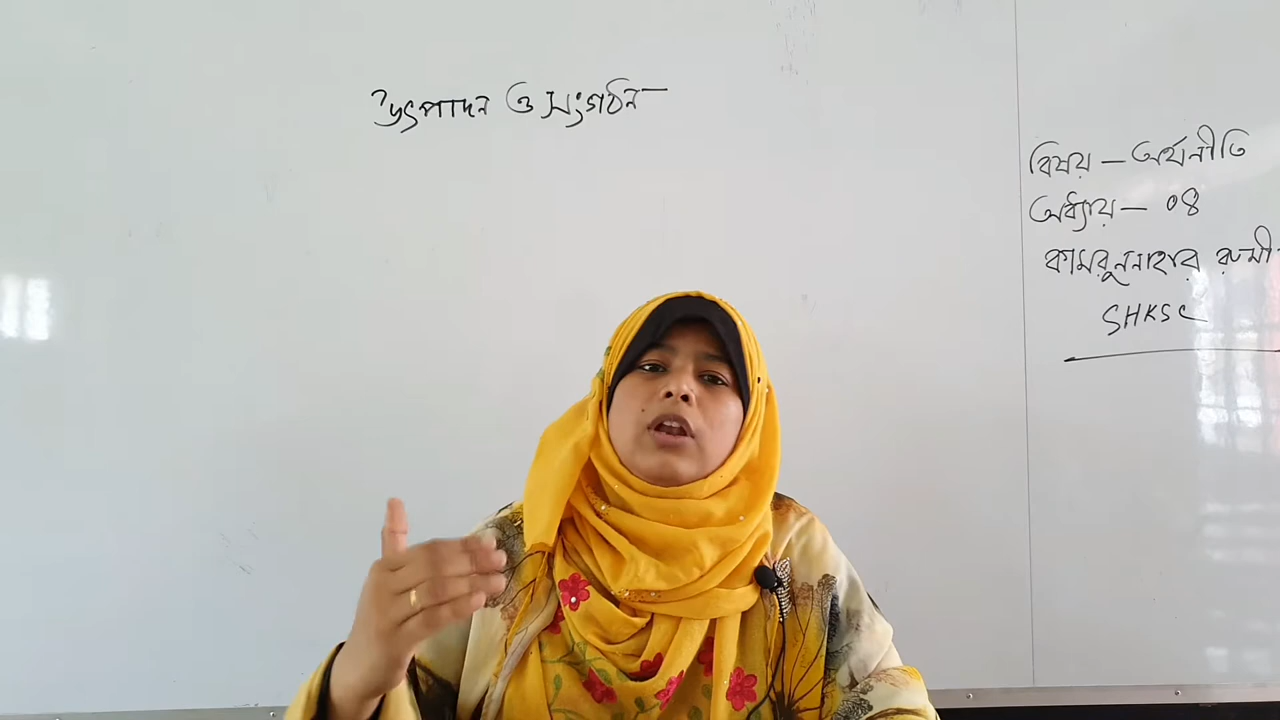 উৎপাদন ও সংগঠন
বিষয় – অর্থনীতি
অধ্যায় – ০৪
কামরুননাহার রুমী
SHKSC